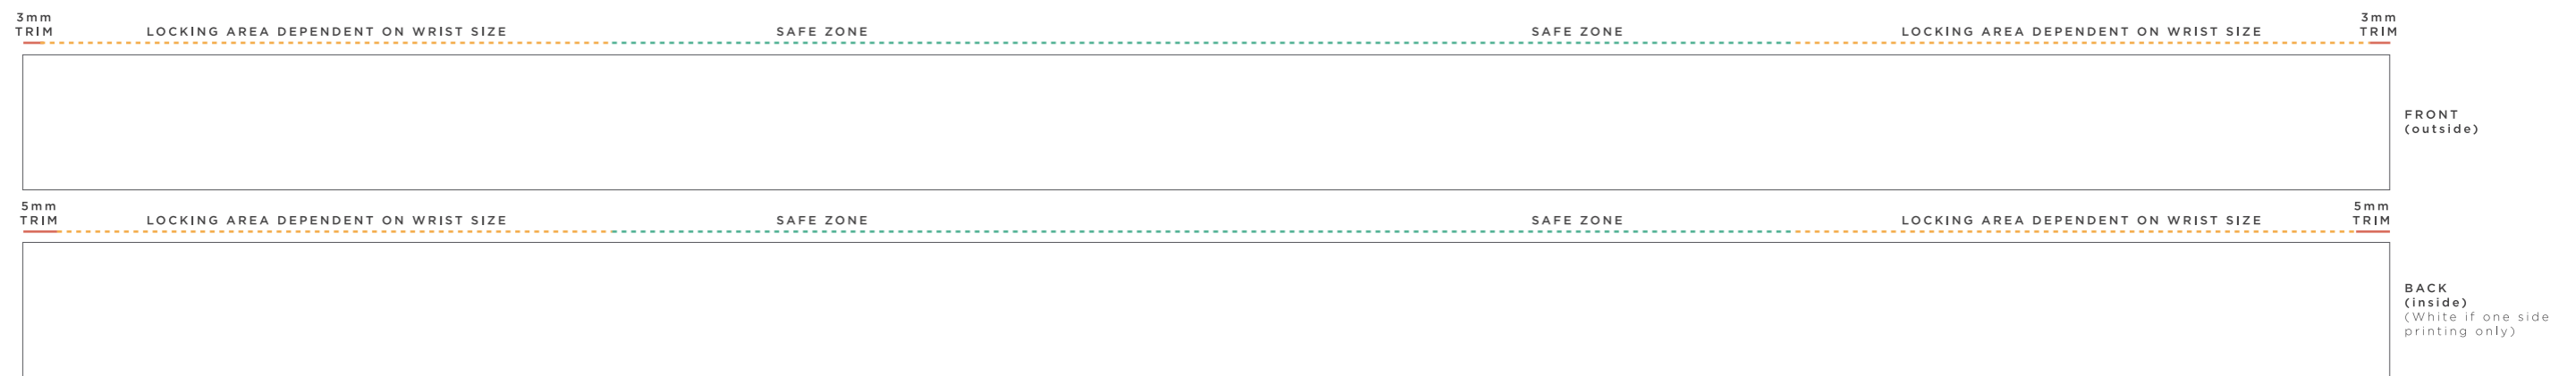 3mm
TRIM
LOCKING AREA DEPENDENT ON WRIST SIZE
SAFE ZONE
SAFE ZONE
LOCKING AREA DEPENDENT ON WRIST SIZE
3mm
TRIM
FRONT
(outside)
5mm
TRIM
LOCKING AREA DEPENDENT ON WRIST SIZE
SAFE ZONE
SAFE ZONE
LOCKING AREA DEPENDENT ON WRIST SIZE
5mm
TRIM
BACK
(inside)
(White if one side
printing only)